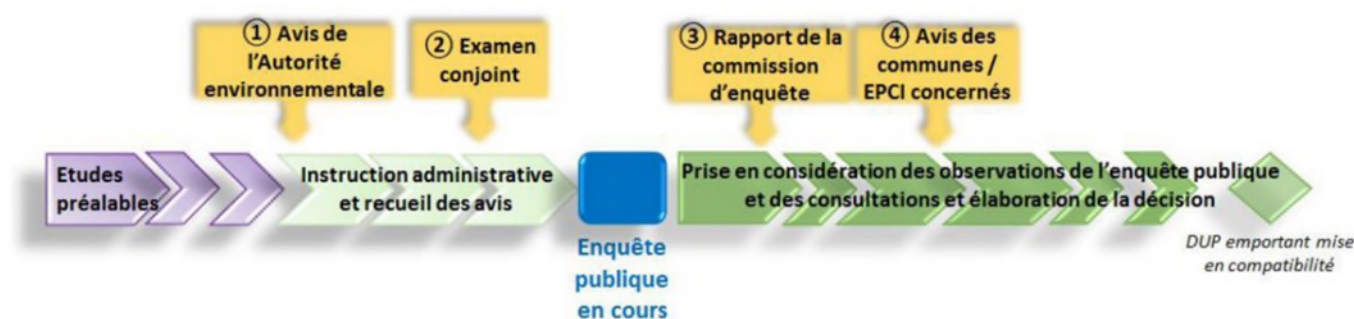 ① Avis de
l'Autorité
environnementale
② Examen
conjoint
③ Rapport de la
commission
d'enquête
④ Avis des
communes /
EPCI concernés
Etudes
préalables
Instruction administrative
et recueil des avis
Enquête
publique
en cours
Prise en considération des observations de l'enquête publique
et des consultations et élaboration de la décision
DUP emportant mise
en compatibilité